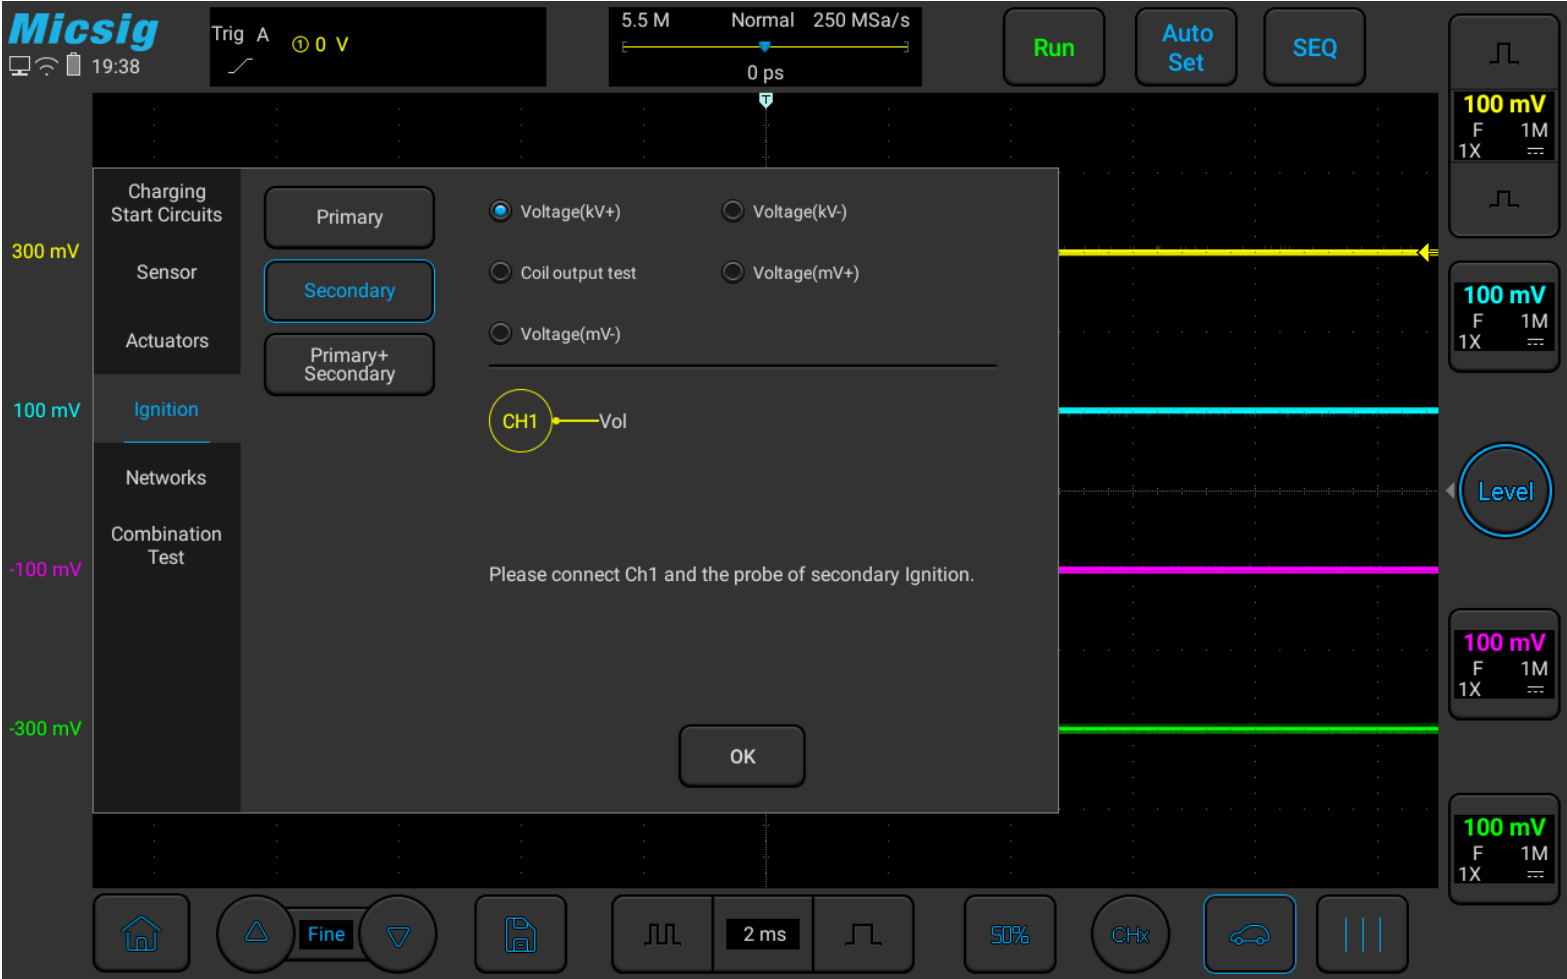 Micsig
19:38
Trig A
① 0 V
5.5 M Normal 250 MSa/s
0 ps
Run
Auto
Set
SEQ
T
100 mV
F 1M
1X
Charging
Start Circuits
Sensor
Actuators
Ignition
Networks
Combination
Test
Primary
Secondary
Primary+
Secondary
Voltage(kV+)
Voltage(kV-)
Coil output test
Voltage(mV+)
Voltage(mV-)
CH1 Vol
Please connect Ch1 and the probe of secondary Ignition.
OK
300 mV
100 mV
-100 mV
-300 mV
100 mV
F 1M
1X
Level
100 mV
F 1M
1X
100 mV
F 1M
1X
Fine
2 ms
50%
CHx